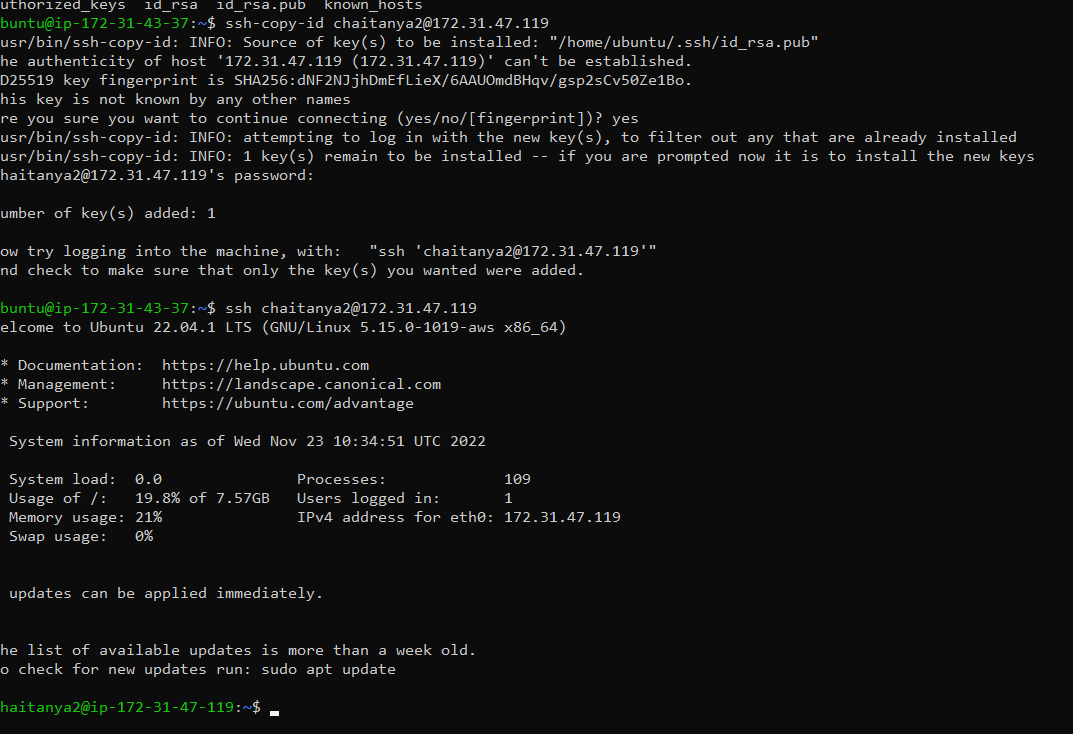 uthorized_keys  id_rsa  id_rsa.pub  known_hosts
buntu@ip-172-31-43-37:~$ ssh-copy-id chaitanya2@172.31.47.119
usr/bin/ssh-copy-id: INFO: Source of key(s) to be installed: "/home/ubuntu/.ssh/id_rsa.pub"
he authenticity of host '172.31.47.119 (172.31.47.119)' can't be established.
D25519 key fingerprint is SHA256:dNF2NJjhDmEfLieX/6AAUOmdBHqv/gsp2sCv50Ze1Bo.
his key is not known by any other names
re you sure you want to continue connecting (yes/no/[fingerprint])? yes
usr/bin/ssh-copy-id: INFO: attempting to log in with the new key(s), to filter out any that are already installed
usr/bin/ssh-copy-id: INFO: 1 key(s) remain to be installed -- if you are prompted now it is to install the new keys
haitanya2@172.31.47.119's password:
umber of key(s) added: 1
ow try logging into the machine, with:   "ssh 'chaitanya2@172.31.47.119'"
nd check to make sure that only the key(s) you wanted were added.
buntu@ip-172-31-43-37:~$ ssh chaitanya2@172.31.47.119
elcome to Ubuntu 22.04.1 LTS (GNU/Linux 5.15.0-1019-aws x86_64)
* Documentation:  https://help.ubuntu.com
* Management:     https://landscape.canonical.com
* Support:        https://ubuntu.com/advantage
System information as of Wed Nov 23 10:34:51 UTC 2022
System load:  0.0               Processes:             109
Usage of /:   19.8% of 7.57GB   Users logged in:       1
Memory usage: 21%               IPv4 address for eth0: 172.31.47.119
Swap usage:   0%
updates can be applied immediately.
he list of available updates is more than a week old.
o check for new updates run: sudo apt update
haitanya2@ip-172-31-47-119:~$